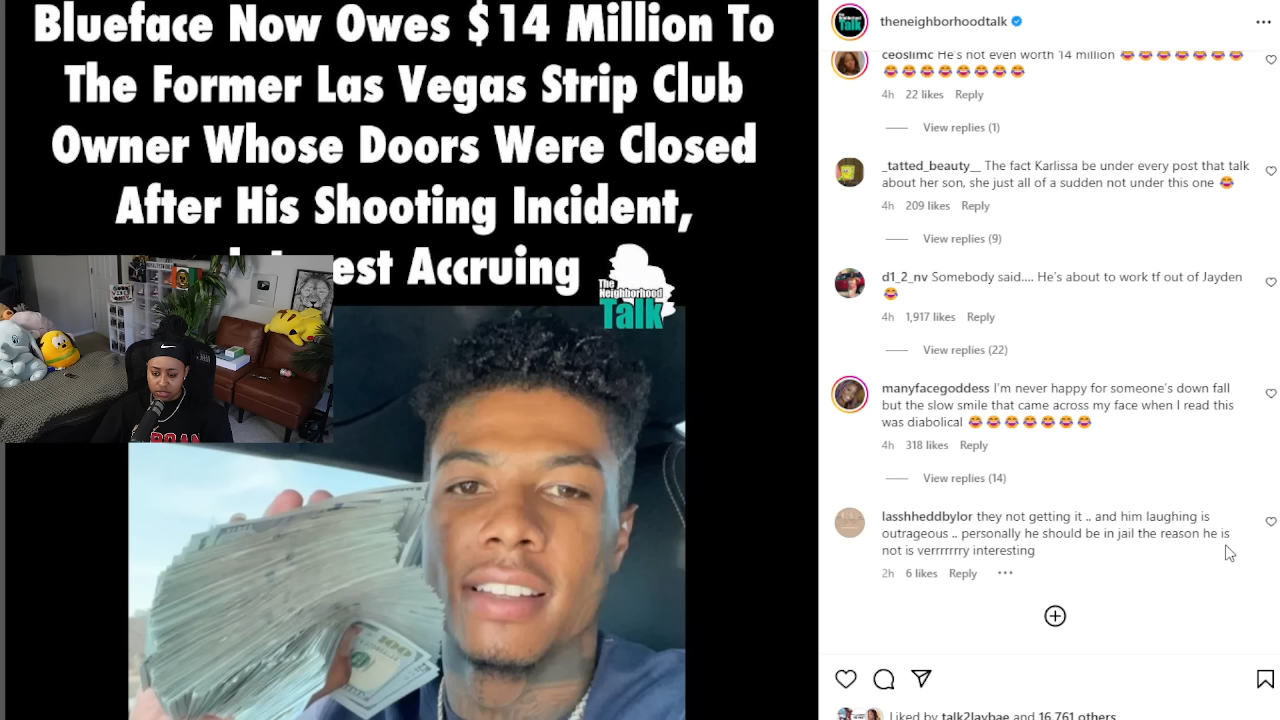 Blueface Now Owes $14 Million To
The Former Las Vegas Strip Club
Owner Whose Doors Were Closed
After His Shooting Incident,
Accruing
The
Neighborhood
Talk
theneighborhoodtalk
ceoslimc He's not even worth 14 million 😂😂😂😂😂😂😂
😂😂😂😂😂😂😂😂
4h 22 likes Reply
View replies (1)
_tatted_beauty__ The fact Karlissa be under every post that talk
about her son, she just all of a sudden not under this one 😂
4h 209 likes Reply
View replies (9)
d1_2_nv Somebody said.... He's about to work tf out of Jayden
😂
4h 1,917 likes Reply
View replies (22)
manyfacegoddess I'm never happy for someone's down fall
but the slow smile that came across my face when I read this
was diabolical 😂😂😂😂😂😂😂
4h 318 likes Reply
View replies (14)
lasshheddbylor they not getting it .. and him laughing is
outrageous .. personally he should be in jail the reason he is
not is verrrrrrry interesting
2h 6 likes Reply
Liked by talk2laybae and 16,761 others